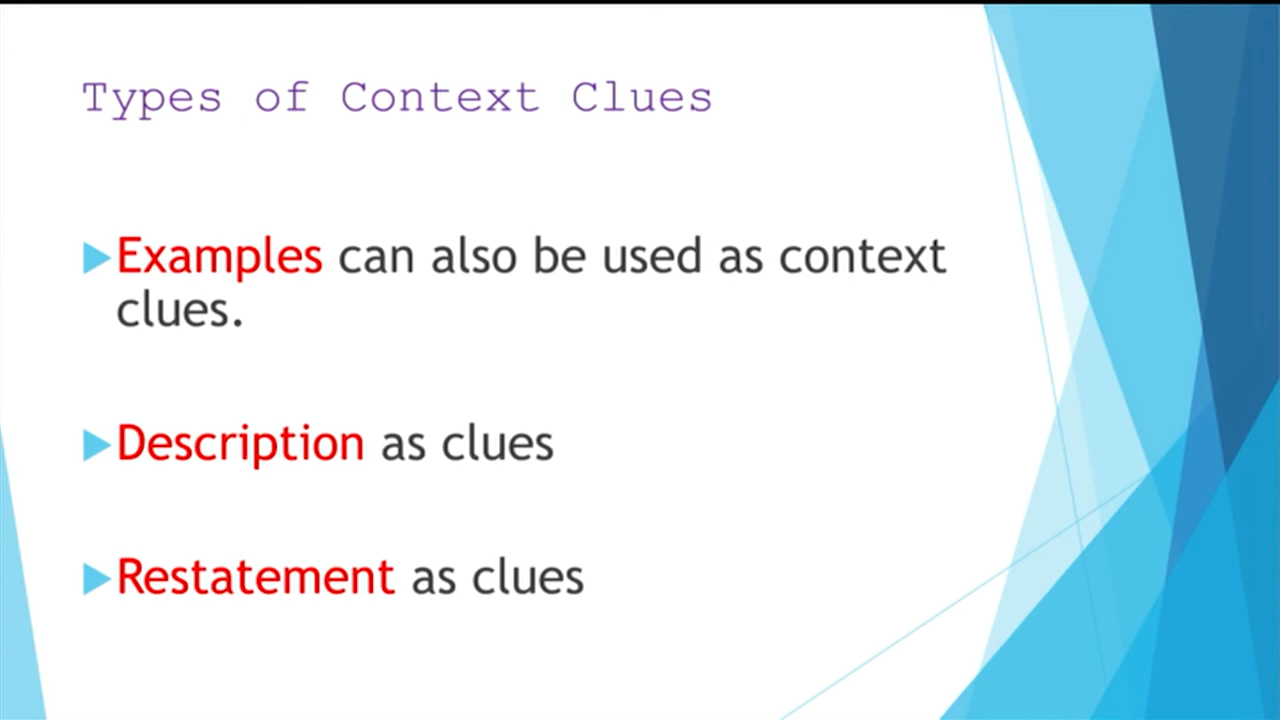 Types of Context Clues
Examples can also be used as context
clues.
Description as clues
Restatement as clues